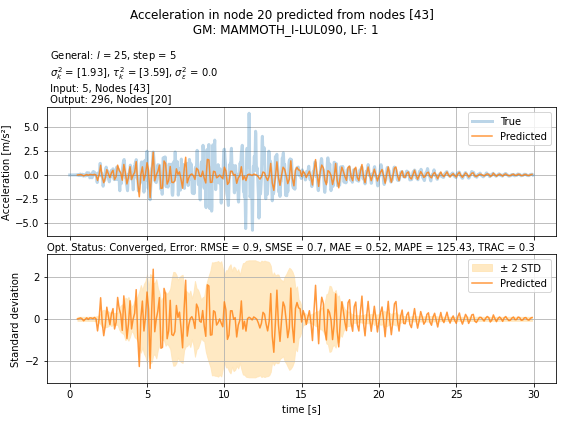 Acceleration in node 20 predicted from nodes [43]
GM: MAMMOTH_I-LUL090, LF: 1
General: l = 25, step = 5
σ²ₖ = [1.93], τ²ₖ = [3.59], σ²ε = 0.0
Input: 5, Nodes [43]
Output: 296, Nodes [20]
Acceleration [m/s²]
5.0
2.5
0.0
−2.5
−5.0
True
Predicted
Opt. Status: Converged, Error: RMSE = 0.9, SMSE = 0.7, MAE = 0.52, MAPE = 125.43, TRAC = 0.3
Standard deviation
2
0
−2
± 2 STD
Predicted
0 5 10 15 20 25 30
time [s]